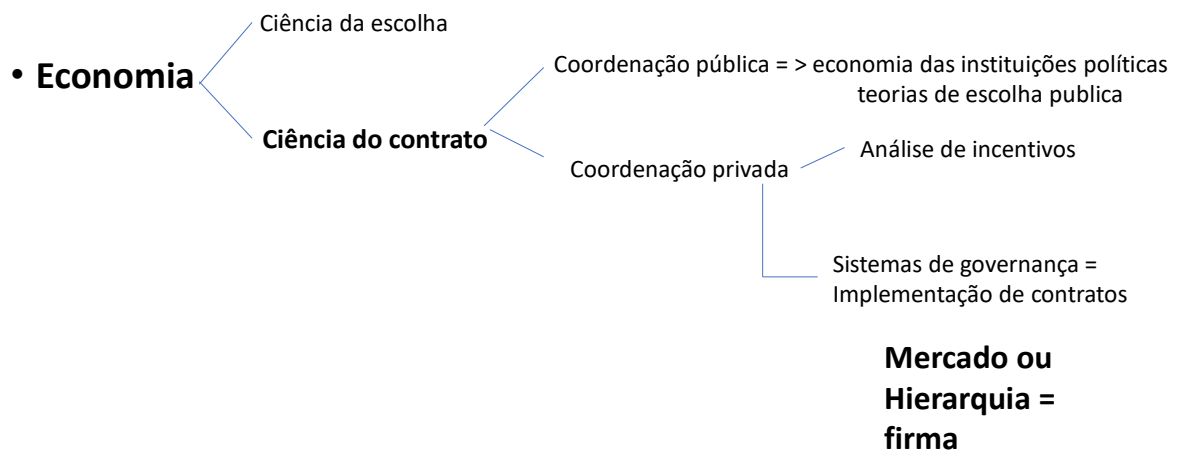 Ciência da escolha
• Economia
Coordenação pública = > economia das instituições políticas
teorias de escolha publica
Ciência do contrato
Análise de incentivos
Coordenação privada
Sistemas de governança =
Implementação de contratos
Mercado ou
Hierarquia =
firma